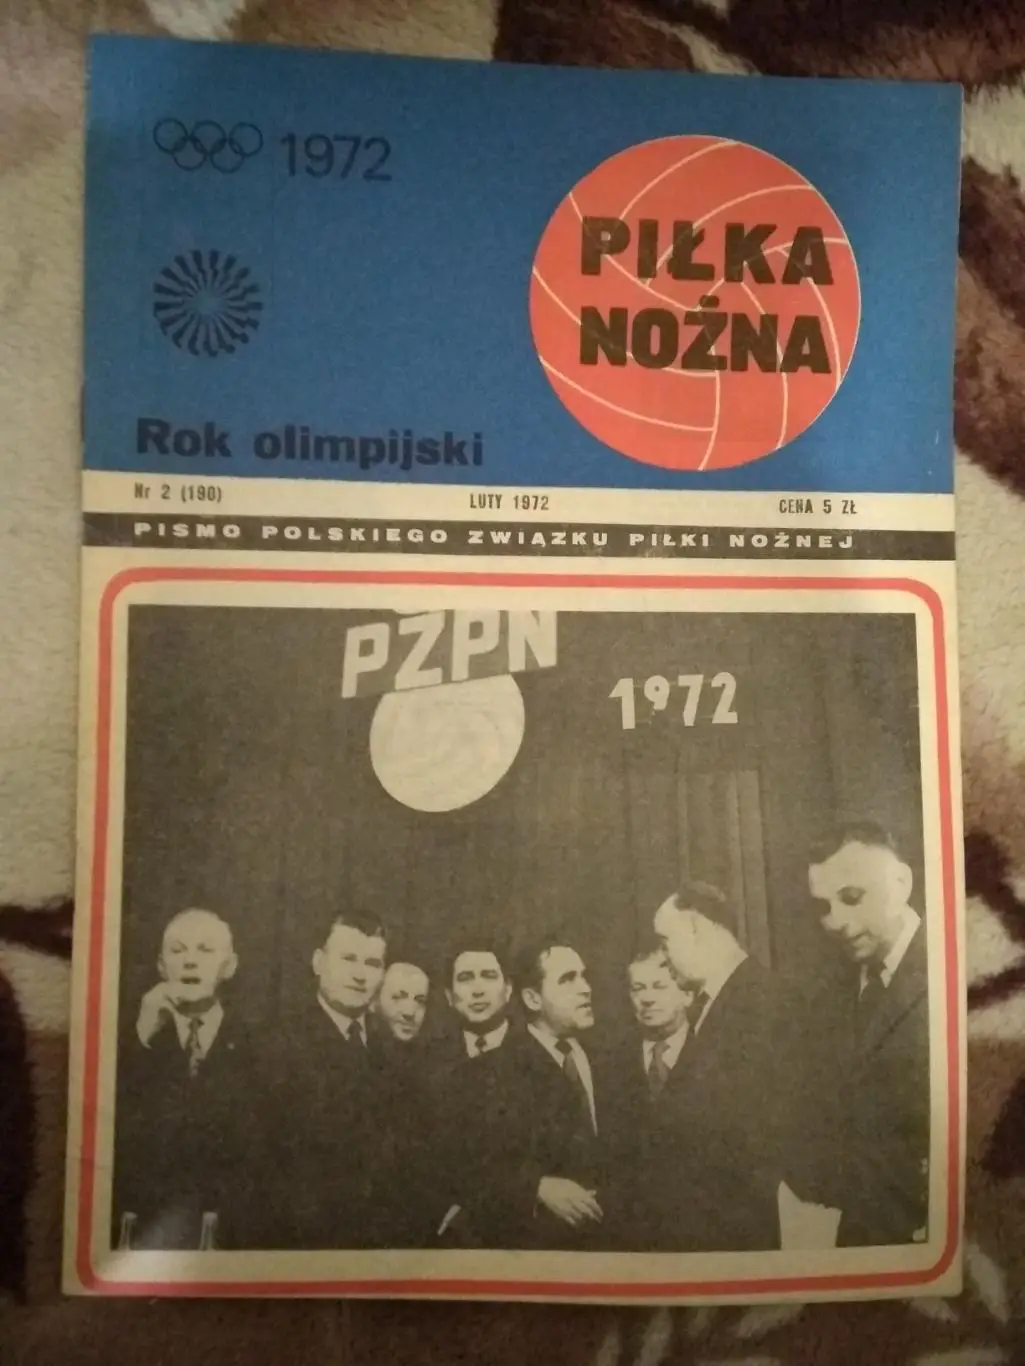 1972
PIŁKA
NOŻNA
Rok olimpijski
Nr 2 (190) LUTY 1972 CENA 5 ZŁ
PISMO POLSKIEGO ZWIĄZKU PIŁKI NOŻNEJ
PZPN
1972